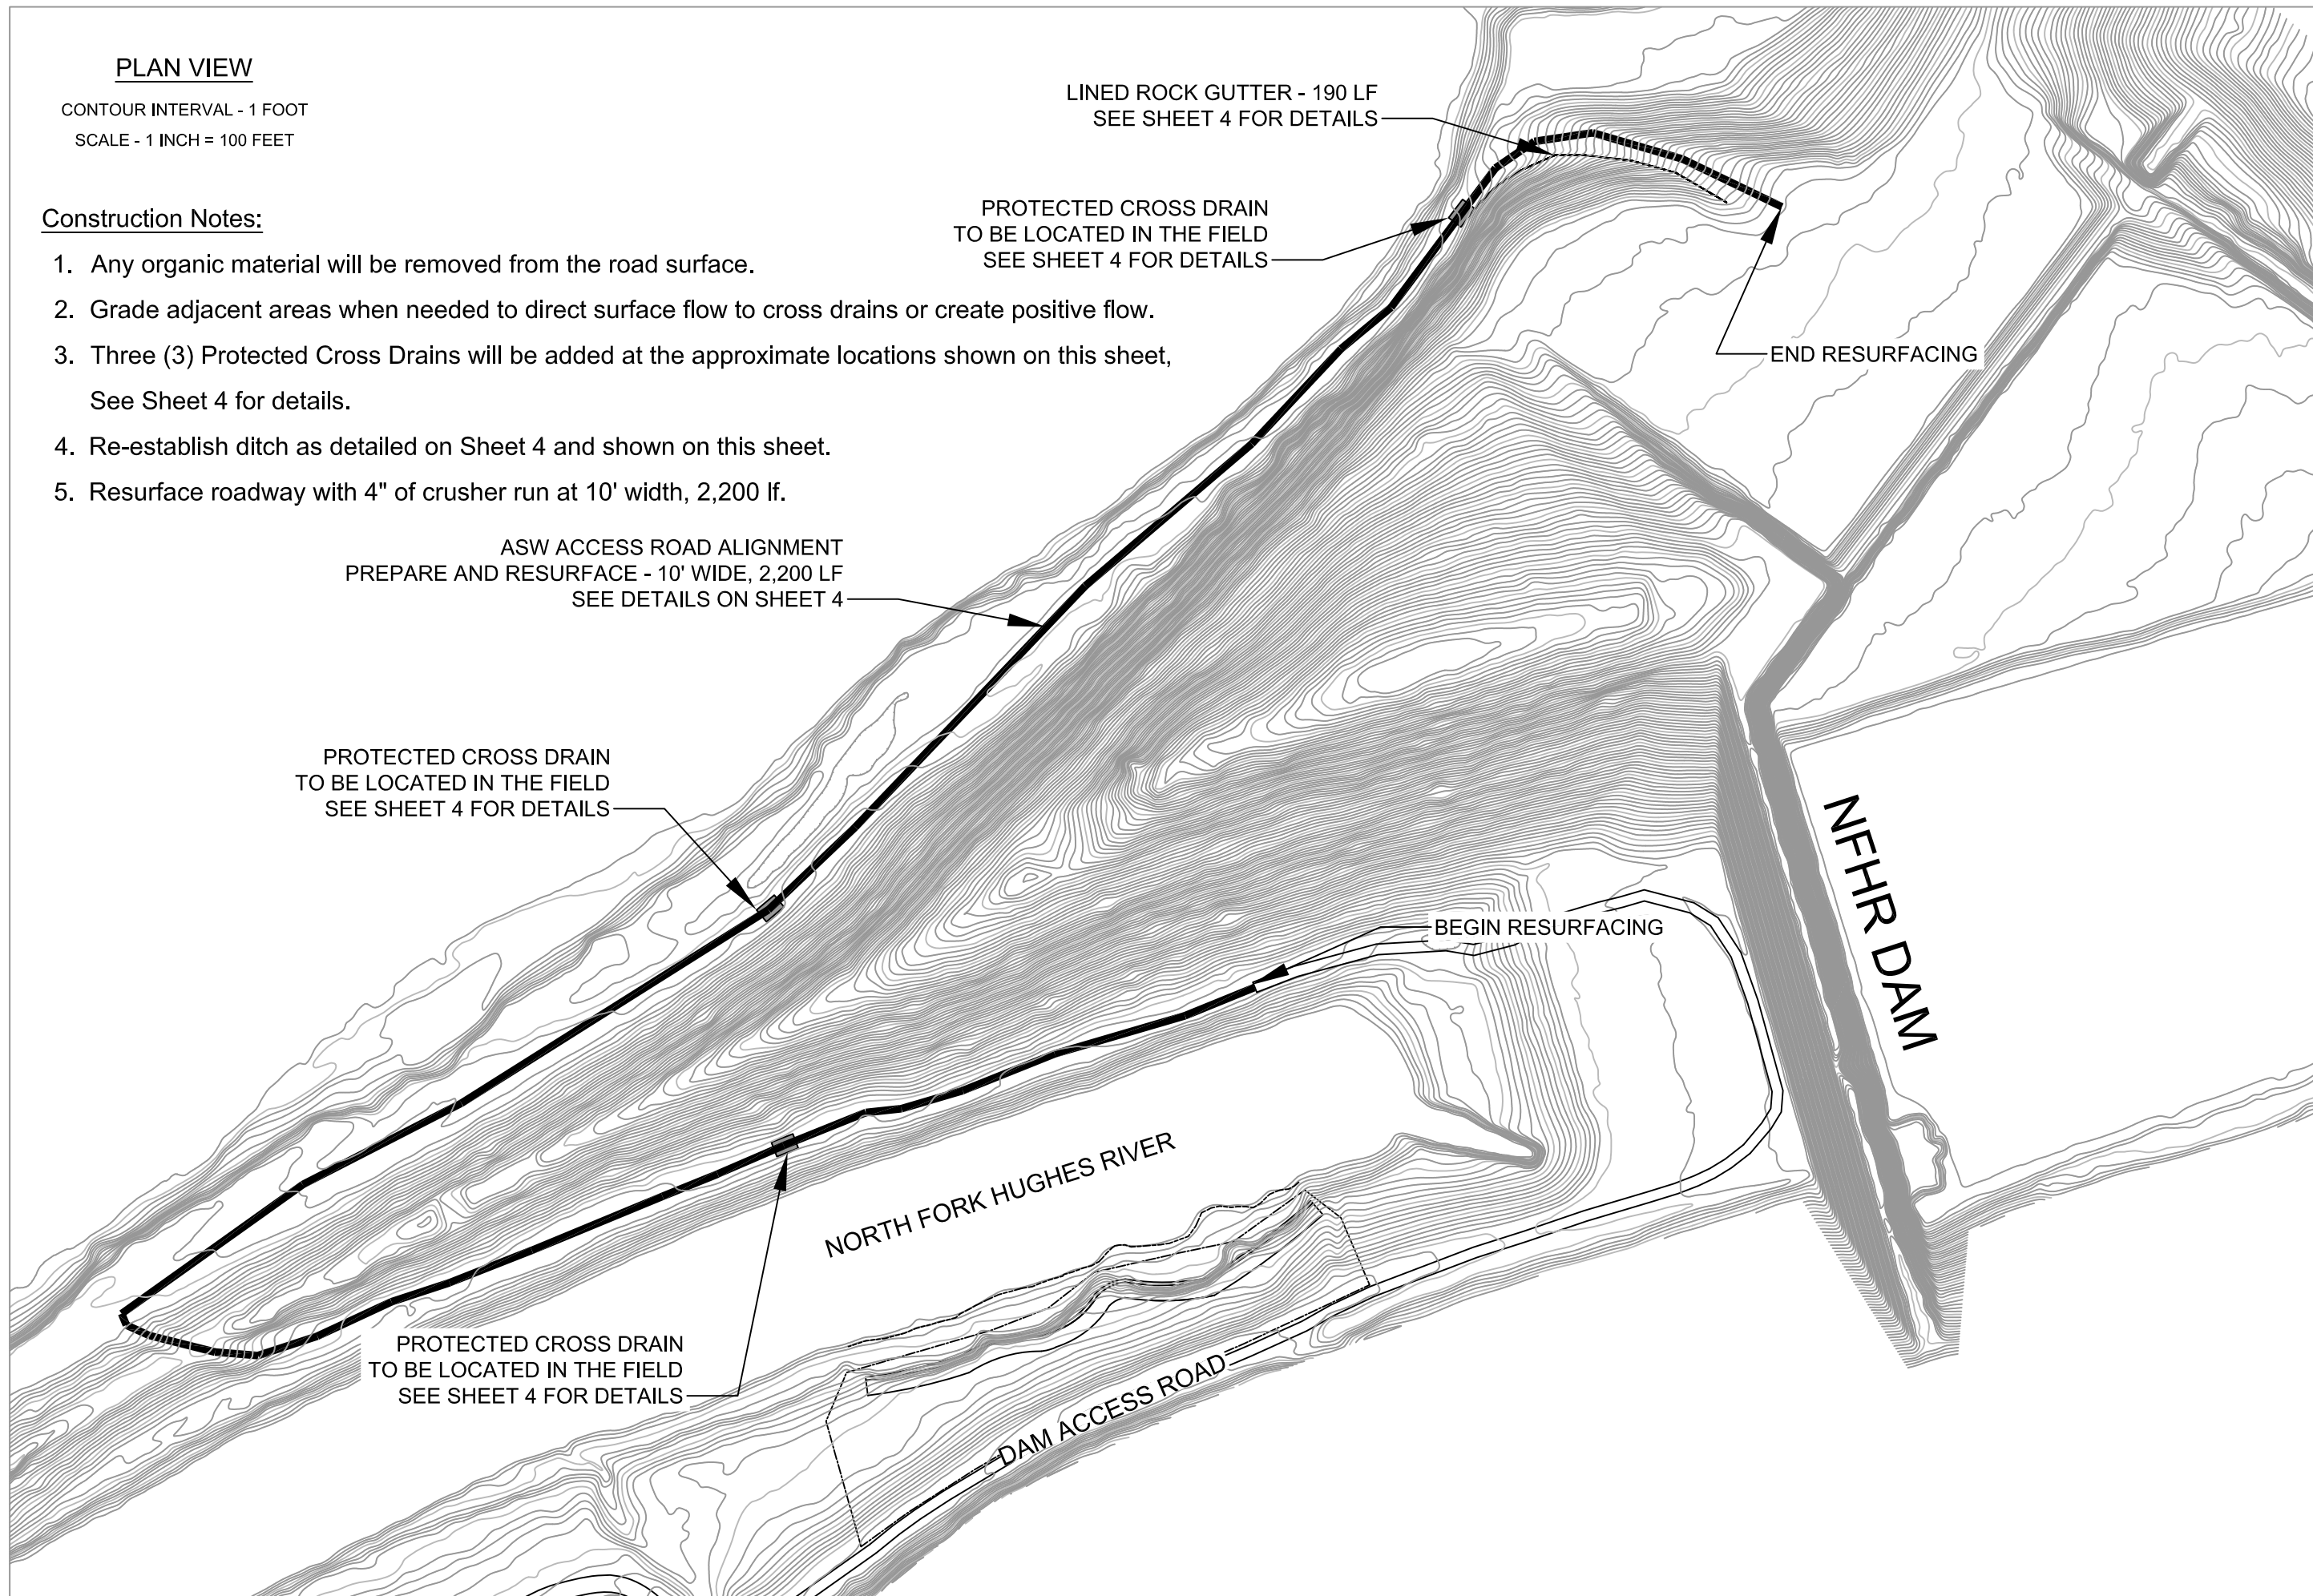 PLAN VIEW
CONTOUR INTERVAL - 1 FOOT
SCALE - 1 INCH = 100 FEET
Construction Notes:
1. Any organic material will be removed from the road surface.
2. Grade adjacent areas when needed to direct surface flow to cross drains or create positive flow.
3. Three (3) Protected Cross Drains will be added at the approximate locations shown on this sheet,
See Sheet 4 for details.
4. Re-establish ditch as detailed on Sheet 4 and shown on this sheet.
5. Resurface roadway with 4" of crusher run at 10' width, 2,200 lf.
LINED ROCK GUTTER - 190 LF
SEE SHEET 4 FOR DETAILS
PROTECTED CROSS DRAIN
TO BE LOCATED IN THE FIELD
SEE SHEET 4 FOR DETAILS
END RESURFACING
ASW ACCESS ROAD ALIGNMENT
PREPARE AND RESURFACE - 10' WIDE, 2,200 LF
SEE DETAILS ON SHEET 4
PROTECTED CROSS DRAIN
TO BE LOCATED IN THE FIELD
SEE SHEET 4 FOR DETAILS
NFHR DAM
BEGIN RESURFACING
NORTH FORK HUGHES RIVER
PROTECTED CROSS DRAIN
TO BE LOCATED IN THE FIELD
SEE SHEET 4 FOR DETAILS
DAM ACCESS ROAD